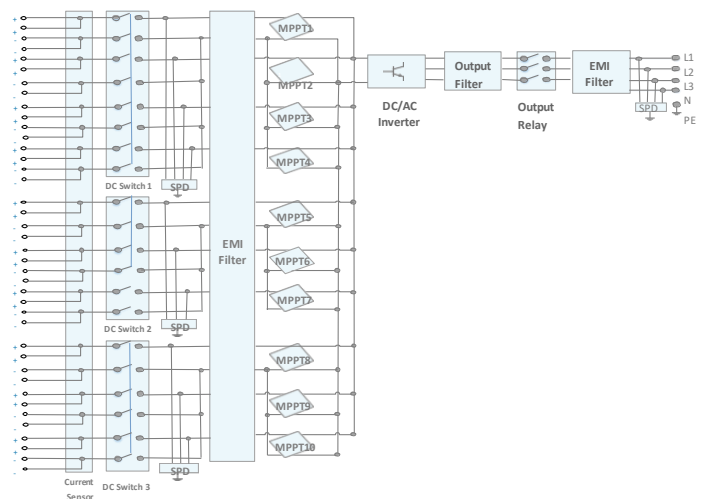 MPPT1
MPPT2
MPPT3
MPPT4
MPPT5
MPPT6
MPPT7
MPPT8
MPPT9
MPPT10
DC Switch 1
SPD
DC Switch 2
SPD
DC Switch 3
SPD
Current
Sensor
EMI
Filter
DC/AC
Inverter
Output
Filter
Output
Relay
EMI
Filter
SPD
L1
L2
L3
N
PE